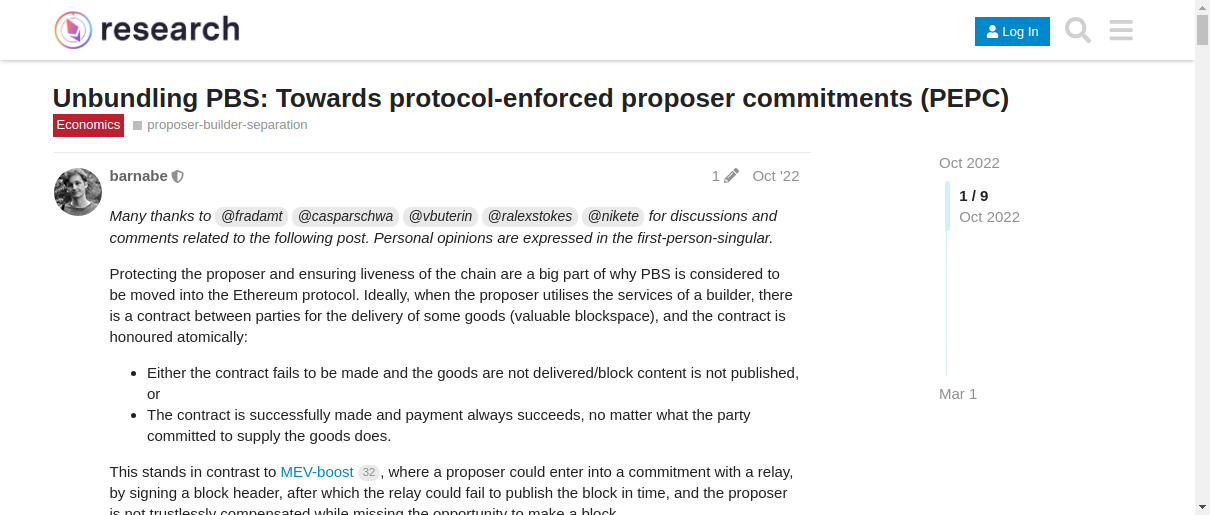 research
Log In
Unbundling PBS: Towards protocol-enforced proposer commitments (PEPC)
Economics proposer-builder-separation
barnabe 1 Oct '22
Many thanks to @fradamt @casparschwa @vbuterin @ralexstokes @nikete for discussions and
comments related to the following post. Personal opinions are expressed in the first-person-singular.
Protecting the proposer and ensuring liveness of the chain are a big part of why PBS is considered to
be moved into the Ethereum protocol. Ideally, when the proposer utilises the services of a builder, there
is a contract between parties for the delivery of some goods (valuable blockspace), and the contract is
honoured atomically:
• Either the contract fails to be made and the goods are not delivered/block content is not published,
or
• The contract is successfully made and payment always succeeds, no matter what the party
committed to supply the goods does.
This stands in contrast to MEV-boost 32, where a proposer could enter into a commitment with a relay,
by signing a block header, after which the relay could fail to publish the block in time, and the proposer
is not trustlessly compensated while missing the opportunity to make a block.
Oct 2022
1 / 9
Oct 2022
Mar 1